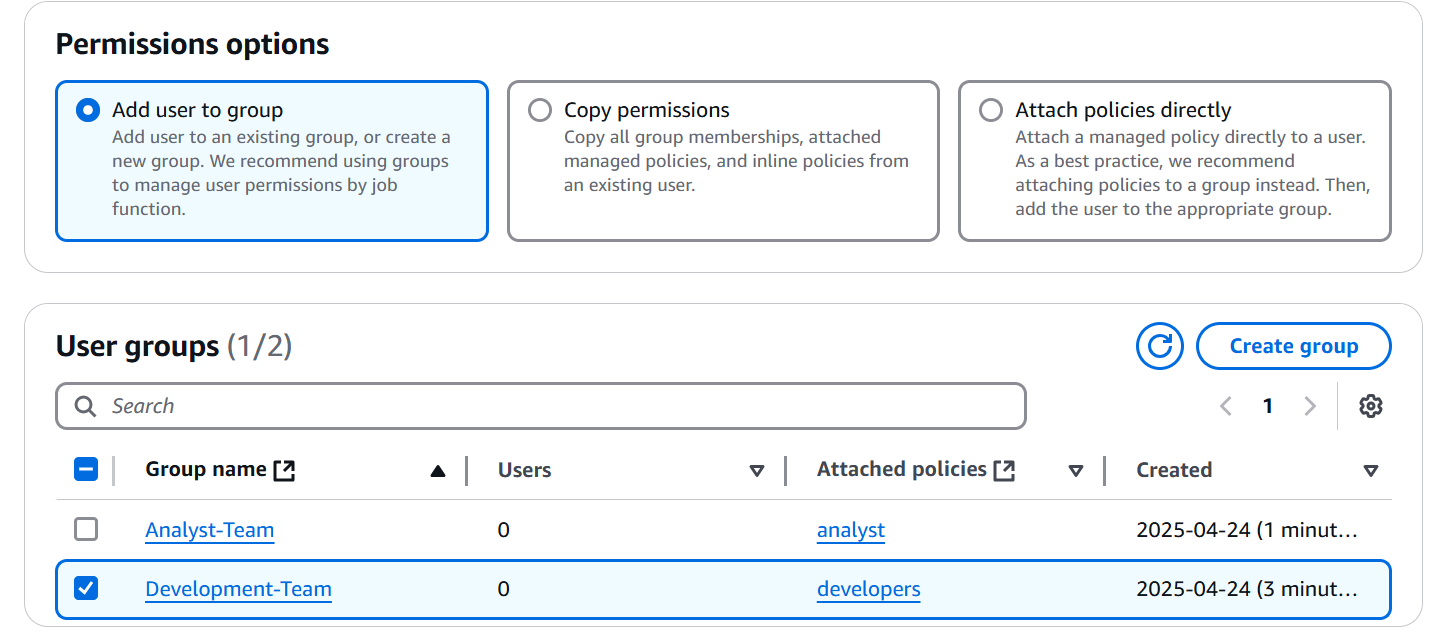 Permissions options
Add user to group
Add user to an existing group, or create a
new group. We recommend using groups
to manage user permissions by job
function.
Copy permissions
Copy all group memberships, attached
managed policies, and inline policies from
an existing user.
Attach policies directly
Attach a managed policy directly to a user.
As a best practice, we recommend
attaching policies to a group instead. Then,
add the user to the appropriate group.
User groups (1/2)
Create group
Search
1
Group name Users Attached policies Created
Analyst-Team 0 analyst 2025-04-24 (1 minut...
Development-Team 0 developers 2025-04-24 (3 minut...